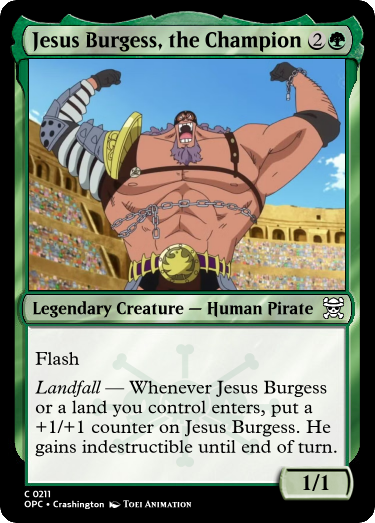 Jesus Burgess, the Champion 2
Legendary Creature — Human Pirate
Flash
Landfall — Whenever Jesus Burgess
or a land you control enters, put a
+1/+1 counter on Jesus Burgess. He
gains indestructible until end of turn.
1/1
C 0211
OPC • Crashington TOEI ANIMATION